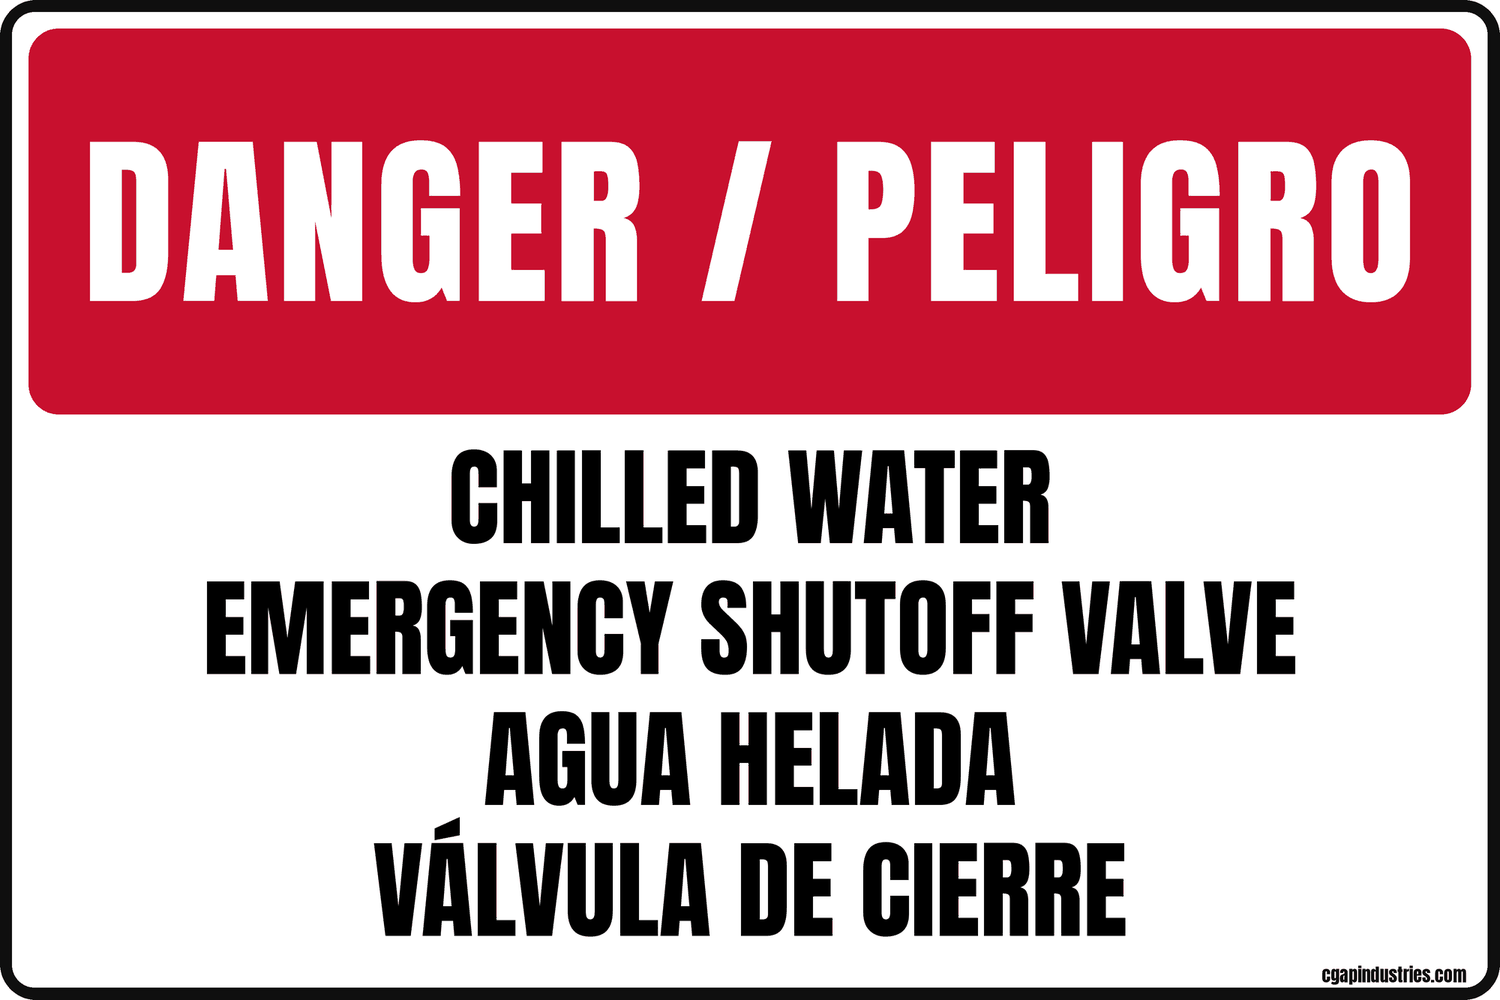 DANGER / PELIGRO
CHILLED WATER
EMERGENCY SHUTOFF VALVE
AGUA HELADA
VÁLVULA DE CIERRE
cgapindustries.com